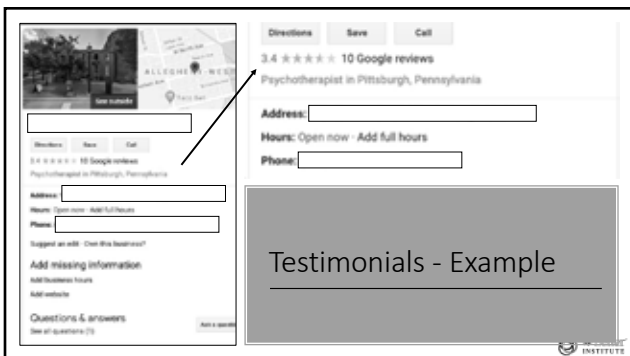 ALLEGHENY WEST
See outside
Directions Save Call
3.4 ★★★★★ 10 Google reviews
Psychotherapist in Pittsburgh, Pennsylvania
Address:
Hours: Open now · Add full hours
Phone:
Suggest an edit · Own this business?
Add missing information
Add business hours
Add website
Questions & answers
See all questions (1)
Ask a question
Directions Save Call
3.4 ★★★★★ 10 Google reviews
Psychotherapist in Pittsburgh, Pennsylvania
Address:
Hours: Open now · Add full hours
Phone:
Testimonials - Example
INSTITUTE